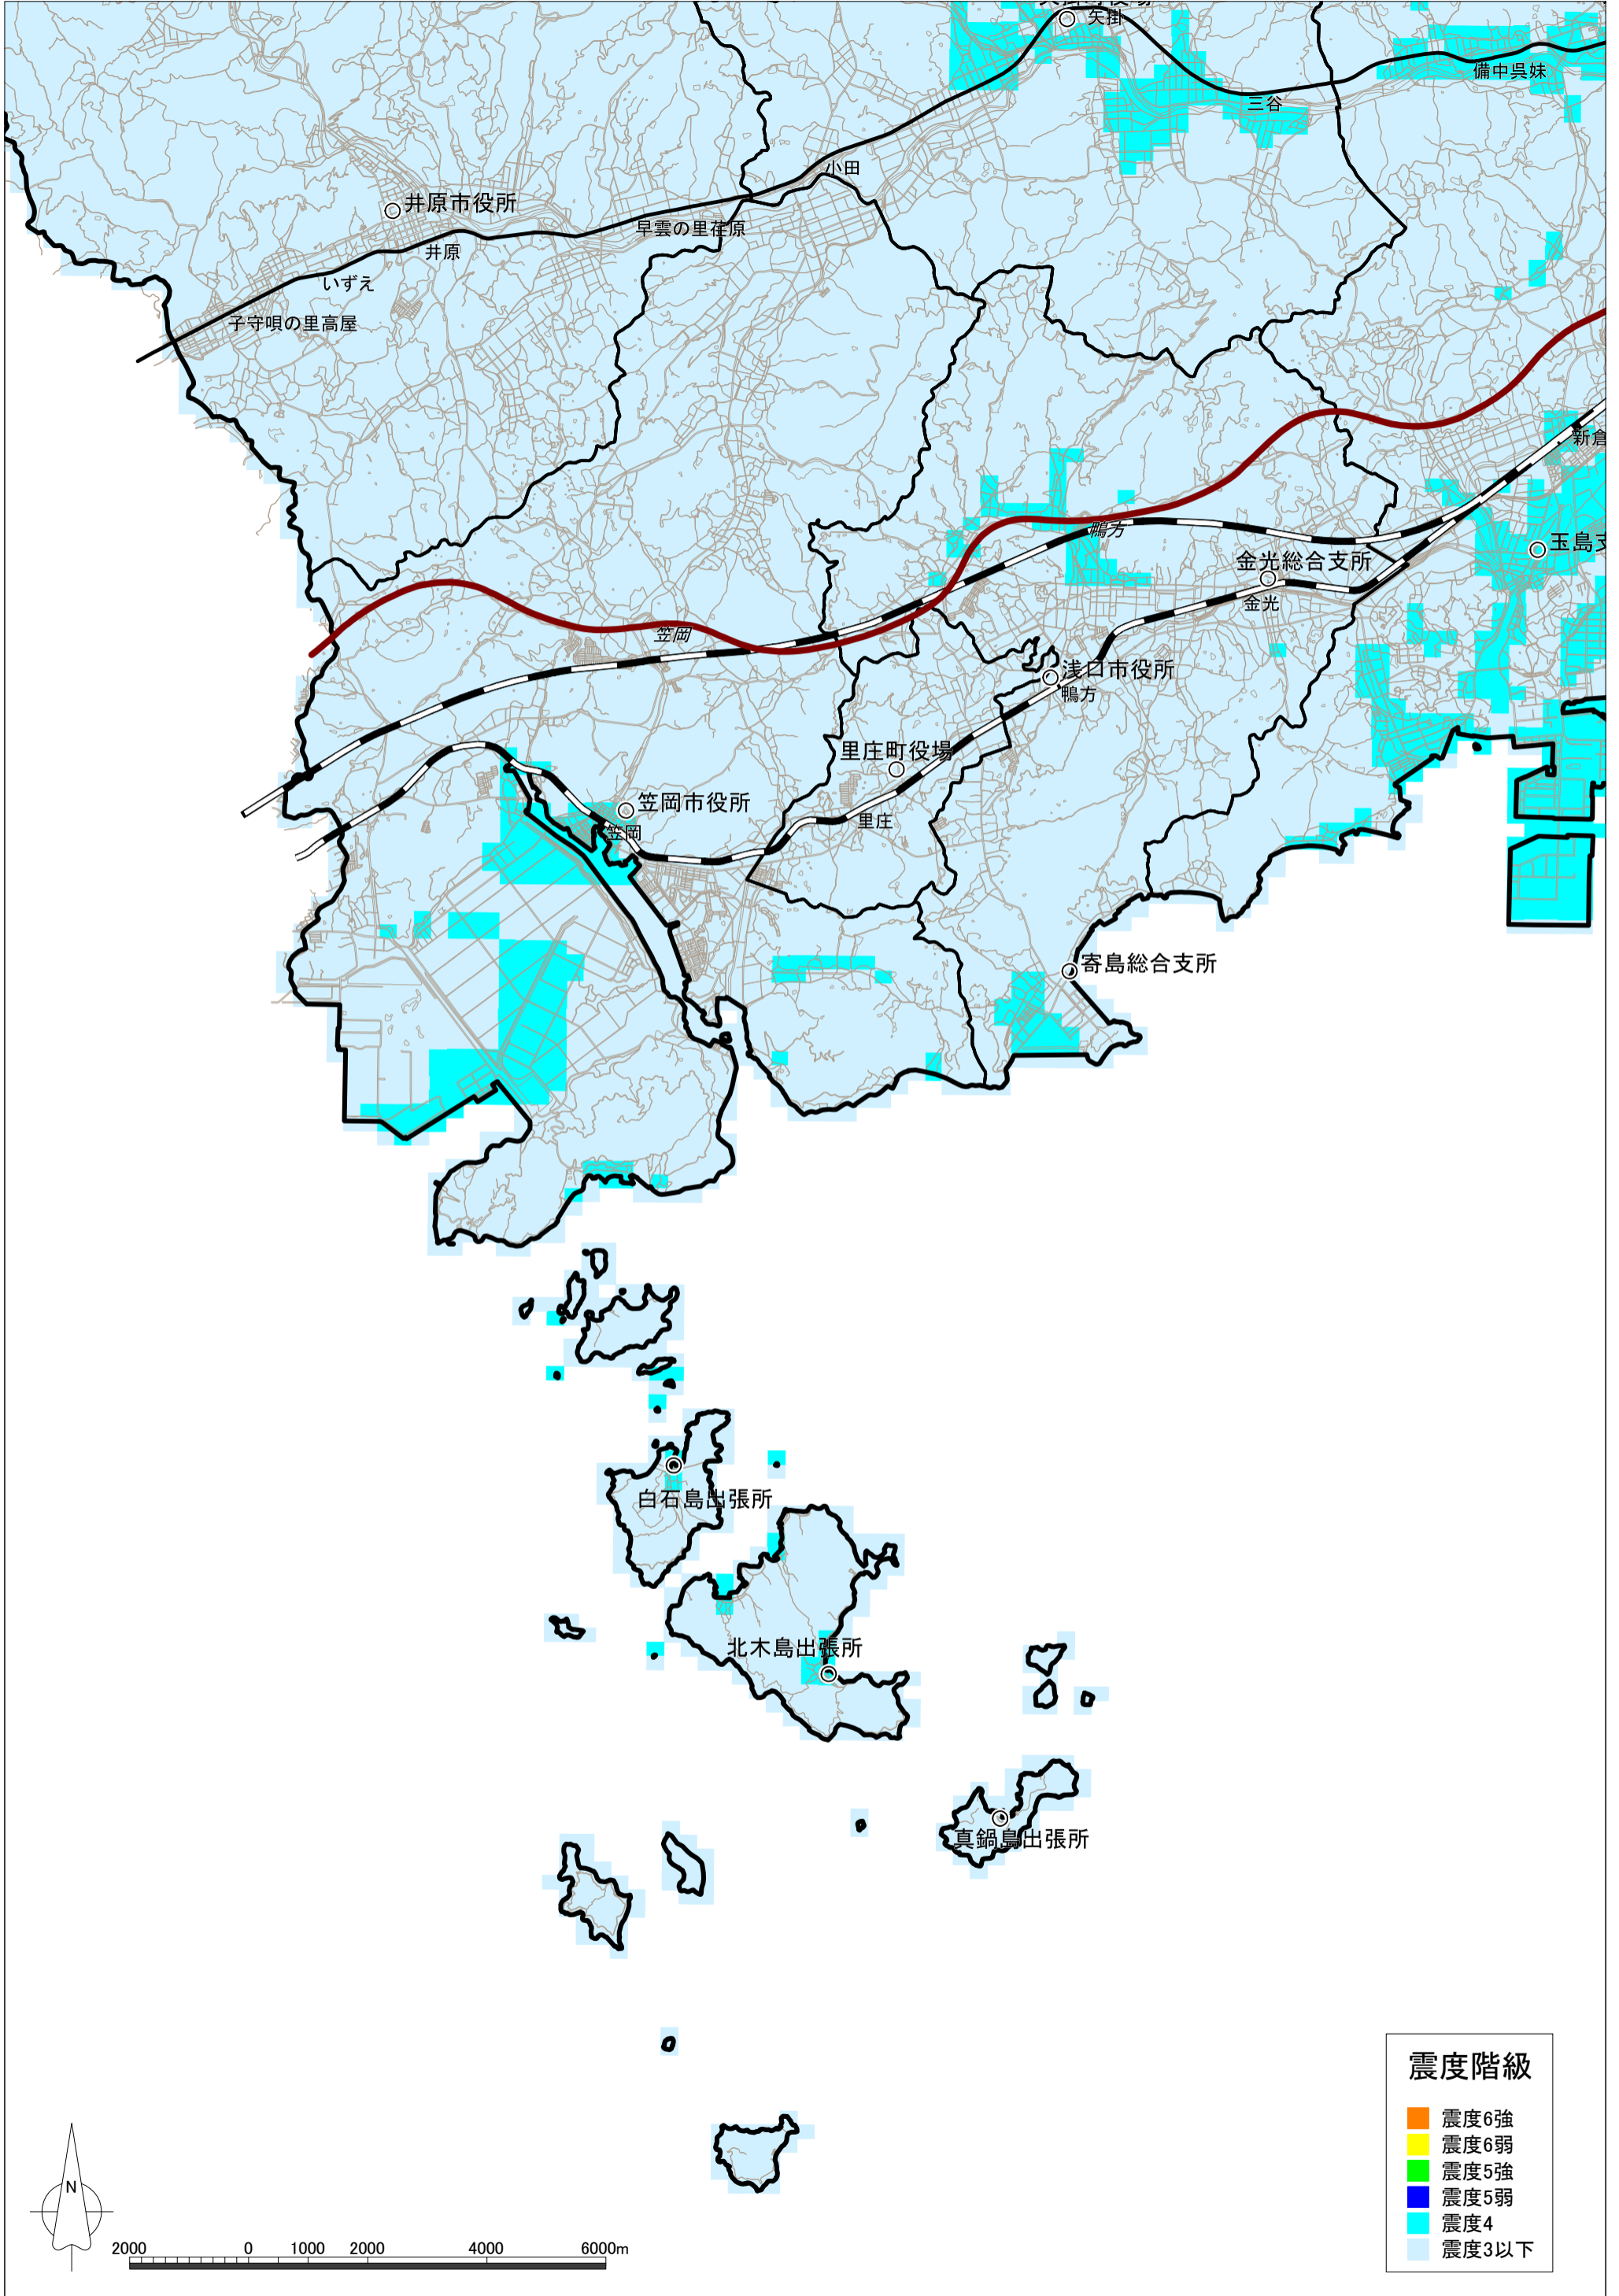 矢掛
備中呉妹
三谷
小田
井原市役所
早雲の里荏原
井原
いずえ
子守唄の里高屋
新倉
鴨方
玉島支
金光総合支所
金光
笠岡
浅口市役所
鴨方
里庄町役場
笠岡市役所
里庄
笠岡
寄島総合支所
白石島出張所
北木島出張所
真鍋島出張所
震度階級
震度6強
震度6弱
震度5強
震度5弱
震度4
震度3以下
N
2000 0 1000 2000 4000 6000m